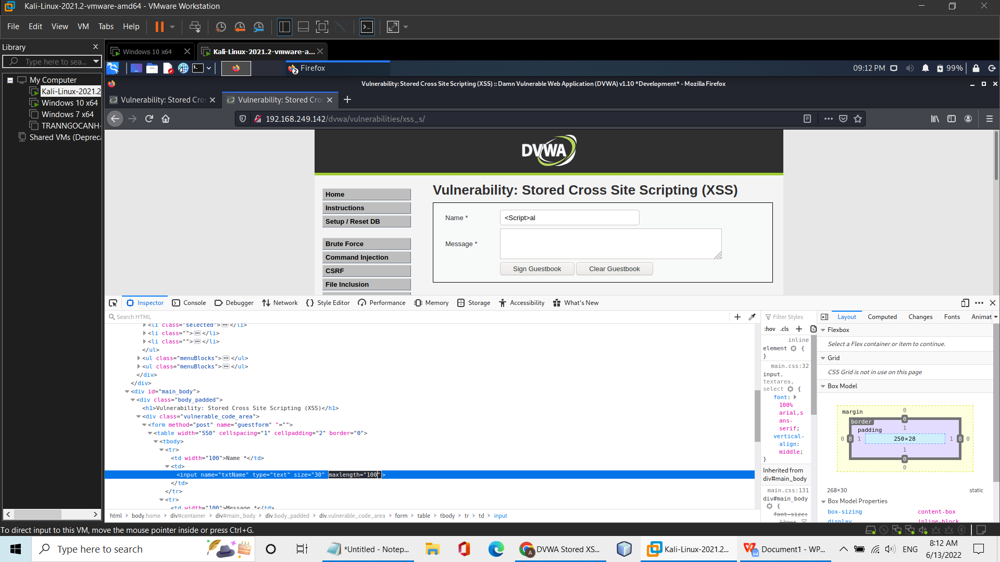 Kali-Linux-2021.2-vmware-amd64 - VMware Workstation
File Edit View VM Tabs Help
Library
Type here to sea...
My Computer
Kali-Linux-2021.2
Windows 10 x64
Windows 7 x64
TRANNGOCANH-
Shared VMs (Depreca
Windows 10 x64
Kali-Linux-2021.2-vmware-a...
2 Firefox
09:12 PM 99%
Vulnerability: Stored Cross Site Scripting (XSS) :: Damn Vulnerable Web Application (DVWA) v1.10 *Development* - Mozilla Firefox
Vulnerability: Stored Cros
Vulnerability: Stored Cros
192.168.249.142/dvwa/vulnerabilities/xss_s/
DVWA
Home
Instructions
Setup / Reset DB
Brute Force
Command Injection
CSRF
File Inclusion
Vulnerability: Stored Cross Site Scripting (XSS)
Name * <Script>al
Message *
Sign Guestbook Clear Guestbook
Inspector Console Debugger Network Style Editor Performance Memory Storage Accessibility What's New
Search HTML
<li class="selected">…</li>
<li class="">…</li>
<li class="">…</li>
</ul>
<ul class="menuBlocks">…</ul>
<ul class="menuBlocks">…</ul>
</div>
</div>
<div id="main_body">
<div class="body_padded">
<h1>Vulnerability: Stored Cross Site Scripting (XSS)</h1>
<div class="vulnerable_code_area">
<form method="post" name="guestform" "="">
<table width="550" cellspacing="1" cellpadding="2" border="0">
<tbody>
<tr>
<td width="100">Name *</td>
<td>
<input name="txtName" type="text" size="30" maxlength="100">
</td>
</tr>
<tr>
<td width="100">Message *</td>
html > body.home > div#container > div#main_body > div.body_padded > div.vulnerable_code_area > form > table > tbody > tr > td > input
Filter Styles
:hov .cls +
inline
element {
}
main.css:32
input,
textarea,
select {
font:
100%
arial,s
ans-
serif;
vertical-
align:
middle;
}
Inherited from
div#main_body
main.css:131
div#main_body
{
font-size:
13px;
Layout Computed Changes Fonts Animat
Flexbox
Select a Flex container or item to continue.
Grid
CSS Grid is not in use on this page
Box Model
margin 0
border 0
padding 1
0 8 1 250×28 1 8 0
1
0
0
268×30 static
Box Model Properties
box-sizing content-box
display inline-block
To direct input to this VM, move the mouse pointer inside or press Ctrl+G.
Type here to search
*Untitled - Notep...
DVWA Stored XS...
Kali-Linux-2021.2...
Document1 - WP...
ENG
8:12 AM
6/13/2022